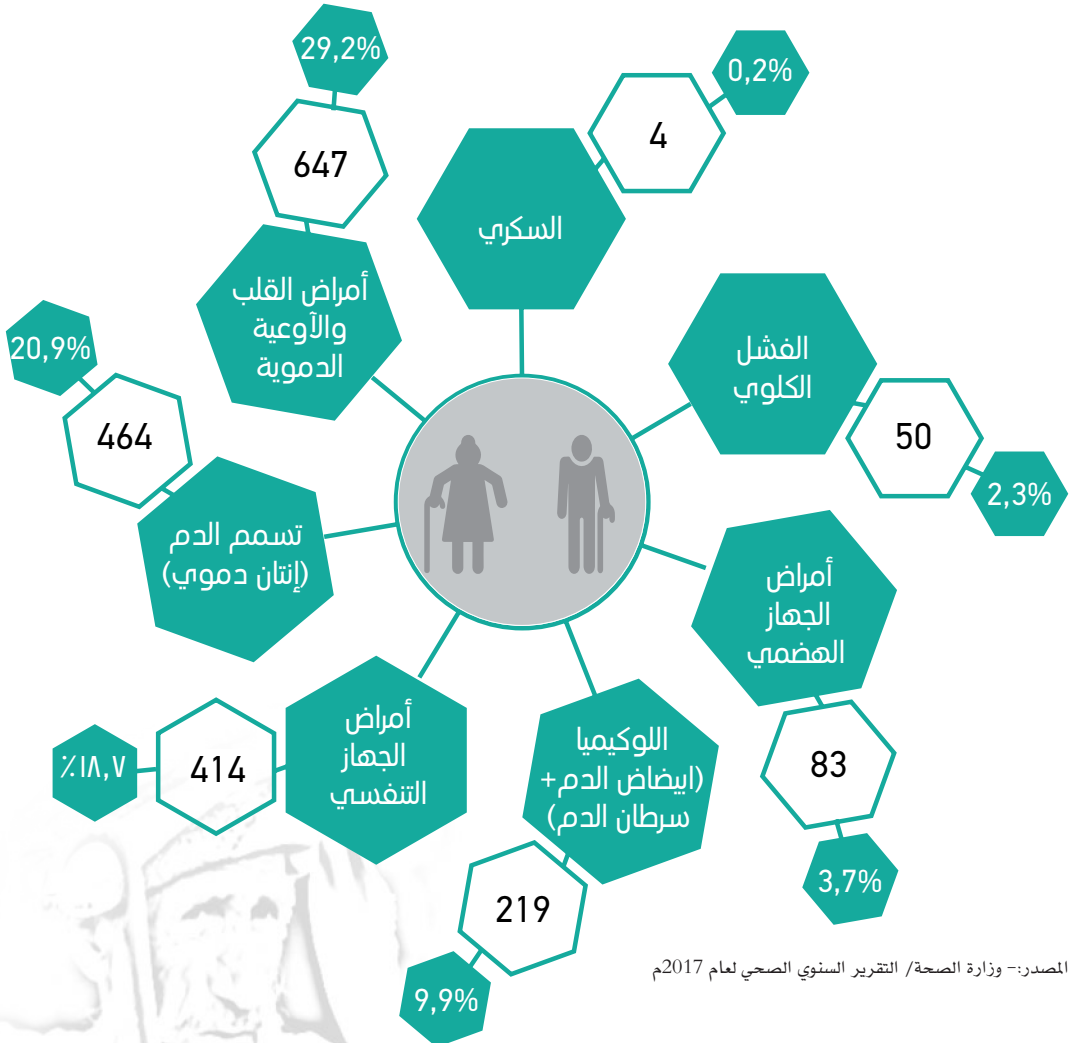 29,2%
647
أمراض القلب
والآوعية
الدموية
0,2%
4
السكري
الفشل
الكلوي
50
2,3%
أمراض
الجهاز
الهضمي
83
3,7%
اللوكيميا
(ابيضاض الدم+
سرطان الدم)
219
9,9%
أمراض
الجهاز
التنفسي
414
١٨,٧٪
تسمم الدم
(إنتان دموي)
464
20,9%
المصدر:- وزارة الصحة/ التقرير السنوي الصحي لعام 2017م